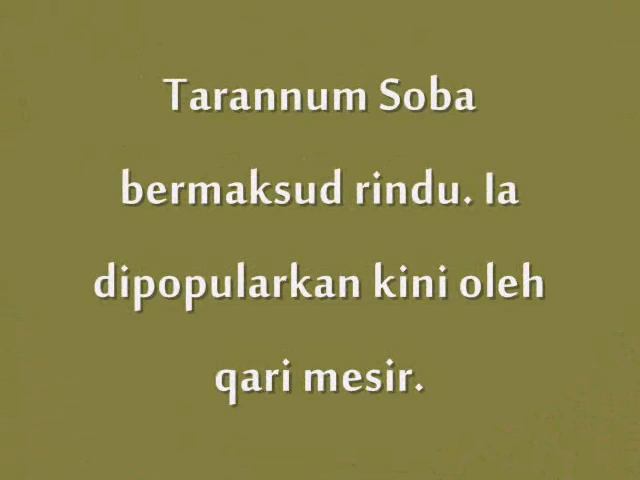 Tarannum Soba
bermaksud rindu. Ia
dipopularkan kini oleh
qari mesir.